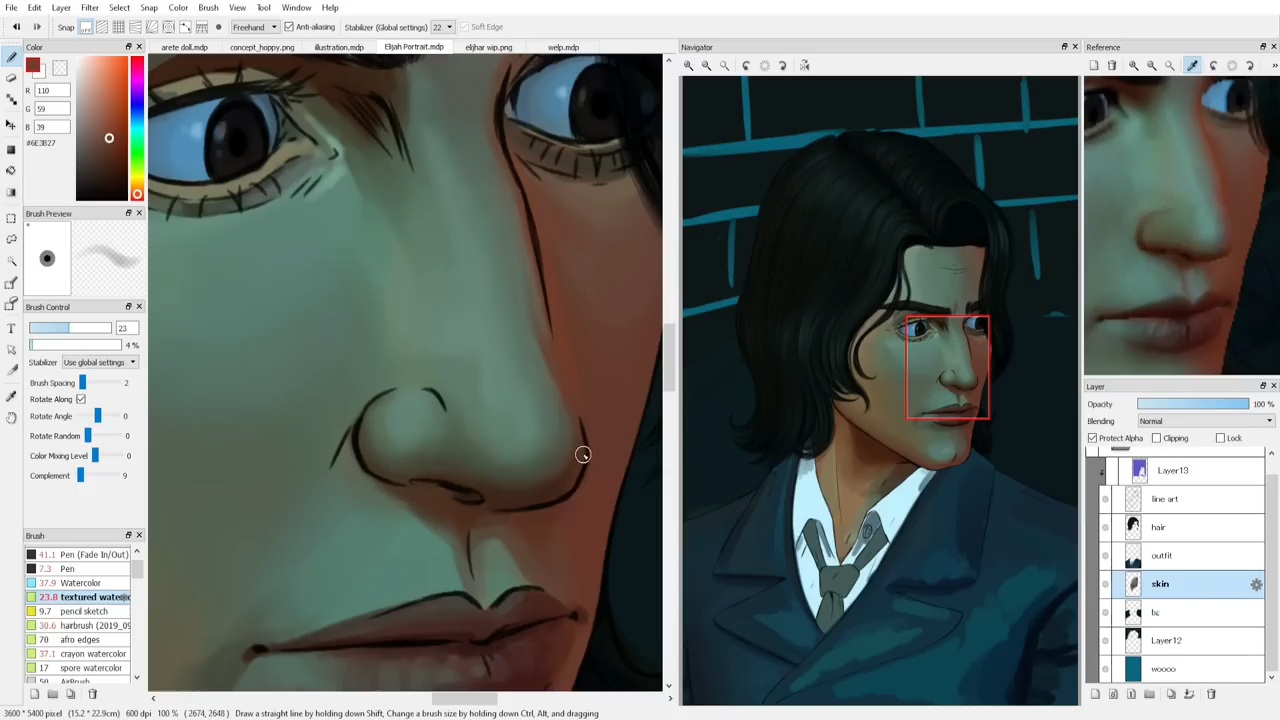 File Edit Layer Filter Select Snap Color Brush View Tool Window Help
Snap off Freehand Anti-aliasing Stabilizer (Global settings) 22 Soft Edge
Color
arete doll.mdp concept_hoppy.png illustration.mdp Elijah Portrait.mdp elijhar wip.png welp.mdp
Navigator
Reference
R 110
G 59
B 39
#6E3B27
Brush Preview
Brush Control
23
4 %
Stabilizer Use global settings
Brush Spacing 2
Rotate Along
Rotate Angle 0
Rotate Random 0
Color Mixing Level 0
Complement 9
Brush
41.1 Pen (Fade In/Out)
7.3 Pen
37.9 Watercolor
23.8 textured wate
9.7 pencil sketch
30.6 hairbrush (2019_09
70 afro edges
37.1 crayon watercolor
17 spore watercolor
50 AirBrush
Layer
Opacity 100 %
Blending Normal
Protect Alpha Clipping Lock
Layer13
line art
hair
outfit
skin
Layer12
woooo
3600 * 5400 pixel (15.2 * 22.9cm) 600 dpi 100 % ( 2674, 2648 ) Draw a straight line by holding down Shift, Change a brush size by holding down Ctrl, Alt, and dragging